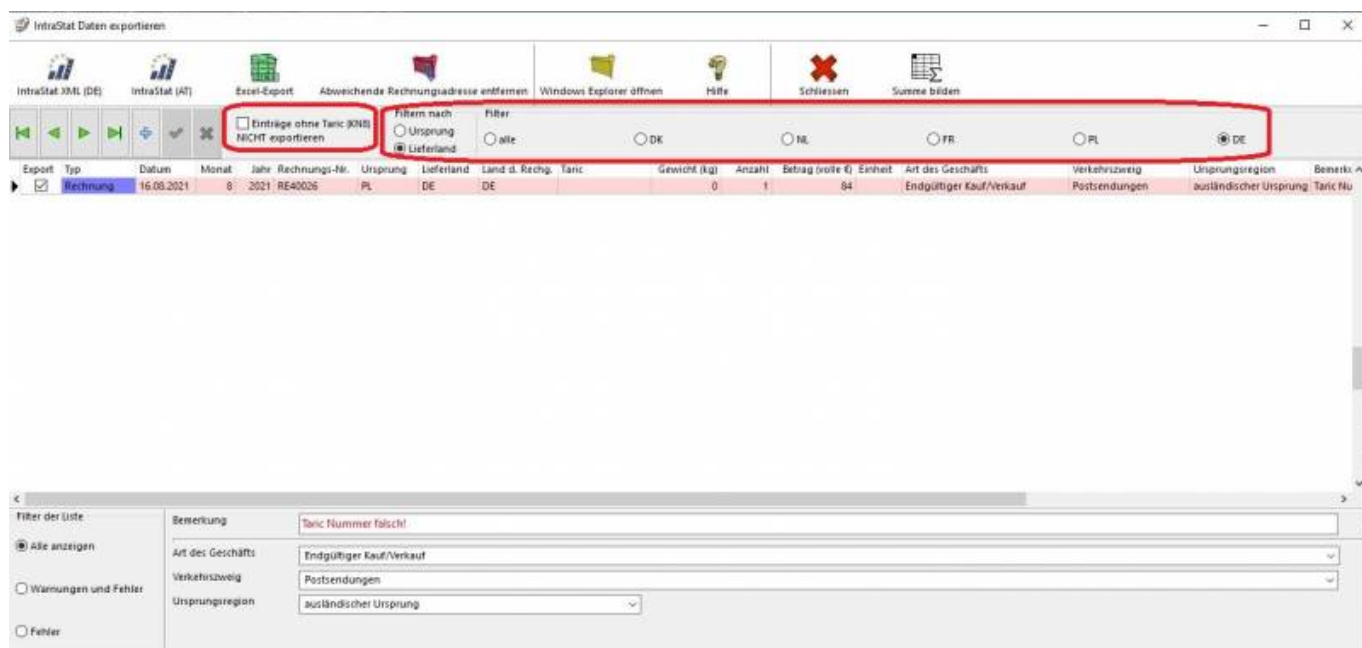 IntraStat Daten exportieren
IntraStat XML (DE) IntraStat (AT) Excel-Export Abweichende Rechnungsadresse entfernen Windows Explorer öffnen Hilfe Schliessen Summe bilden
Einträge ohne Taric (KN8) NICHT exportieren
Filtern nach
Ursprung
Lieferland
Filter
alle DK NL FR PL DE
Export Typ Datum Monat Jahr Rechnungs-Nr. Ursprung Lieferland Land d. Rechg. Taric Gewicht (kg) Anzahl Betrag (volle €) Einheit Art des Geschäfts Verkehrszweig Ursprungsregion Bemerkı
Rechnung 16.08.2021 8 2021 RE40026 PL DE DE 0 1 84 Endgültiger Kauf/Verkauf Postsendungen ausländischer Ursprung Taric Nu
Filter der Liste
Alle anzeigen
Warnungen und Fehler
Fehler
Bemerkung Taric Nummer falsch!
Art des Geschäfts Endgültiger Kauf/Verkauf
Verkehrszweig Postsendungen
Ursprungsregion ausländischer Ursprung